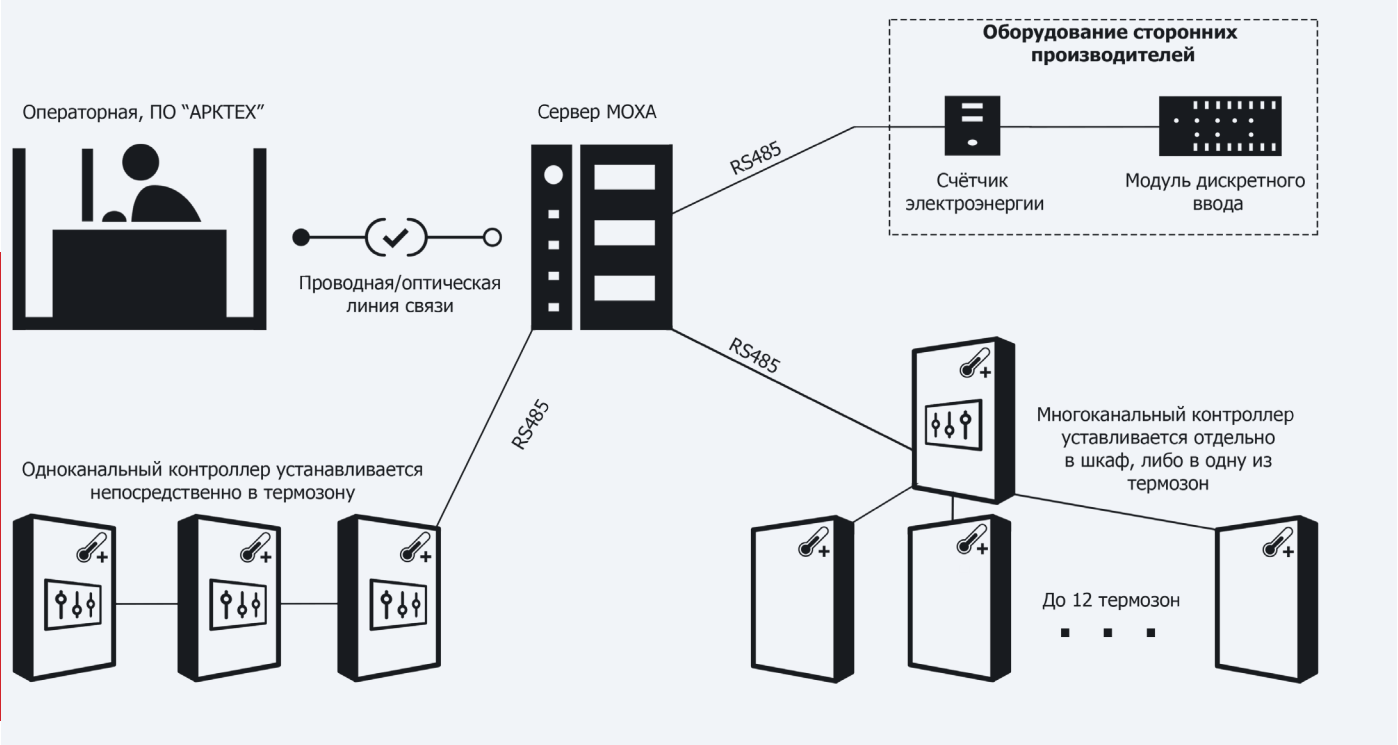 Оборудование сторонних
производителей
Операторная, ПО “АРКТЕХ”
Сервер MOXA
RS485
Счётчик
электроэнергии
Модуль дискретного
ввода
Проводная/оптическая
линия связи
RS485
RS485
Многоканальный контроллер
уставливается отдельно
в шкаф, либо в одну из
термозон
Одноканальный контроллер устанавливается
непосредственно в термозону
До 12 термозон